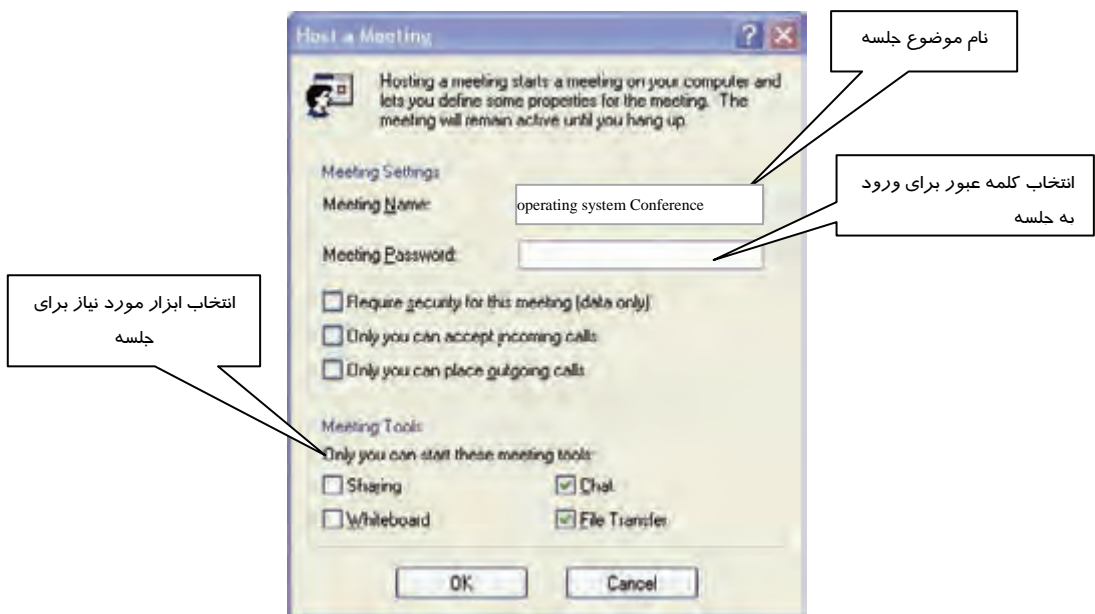 Host a Meeting
نام موضوع جلسه
Hosting a meeting starts a meeting on your computer and
lets you define some properties for the meeting. The
meeting will remain active until you hang up.
Meeting Settings
Meeting Name:
operating system Conference
انتخاب کلمه عبور برای ورود
به جلسه
Meeting Password:
انتخاب ابزار مورد نیاز برای
جلسه
Require security for this meeting (data only)
Only you can accept incoming calls
Only you can place outgoing calls
Meeting Tools
Only you can start these meeting tools:
Sharing
Chat
Whiteboard
File Transfer
OK
Cancel